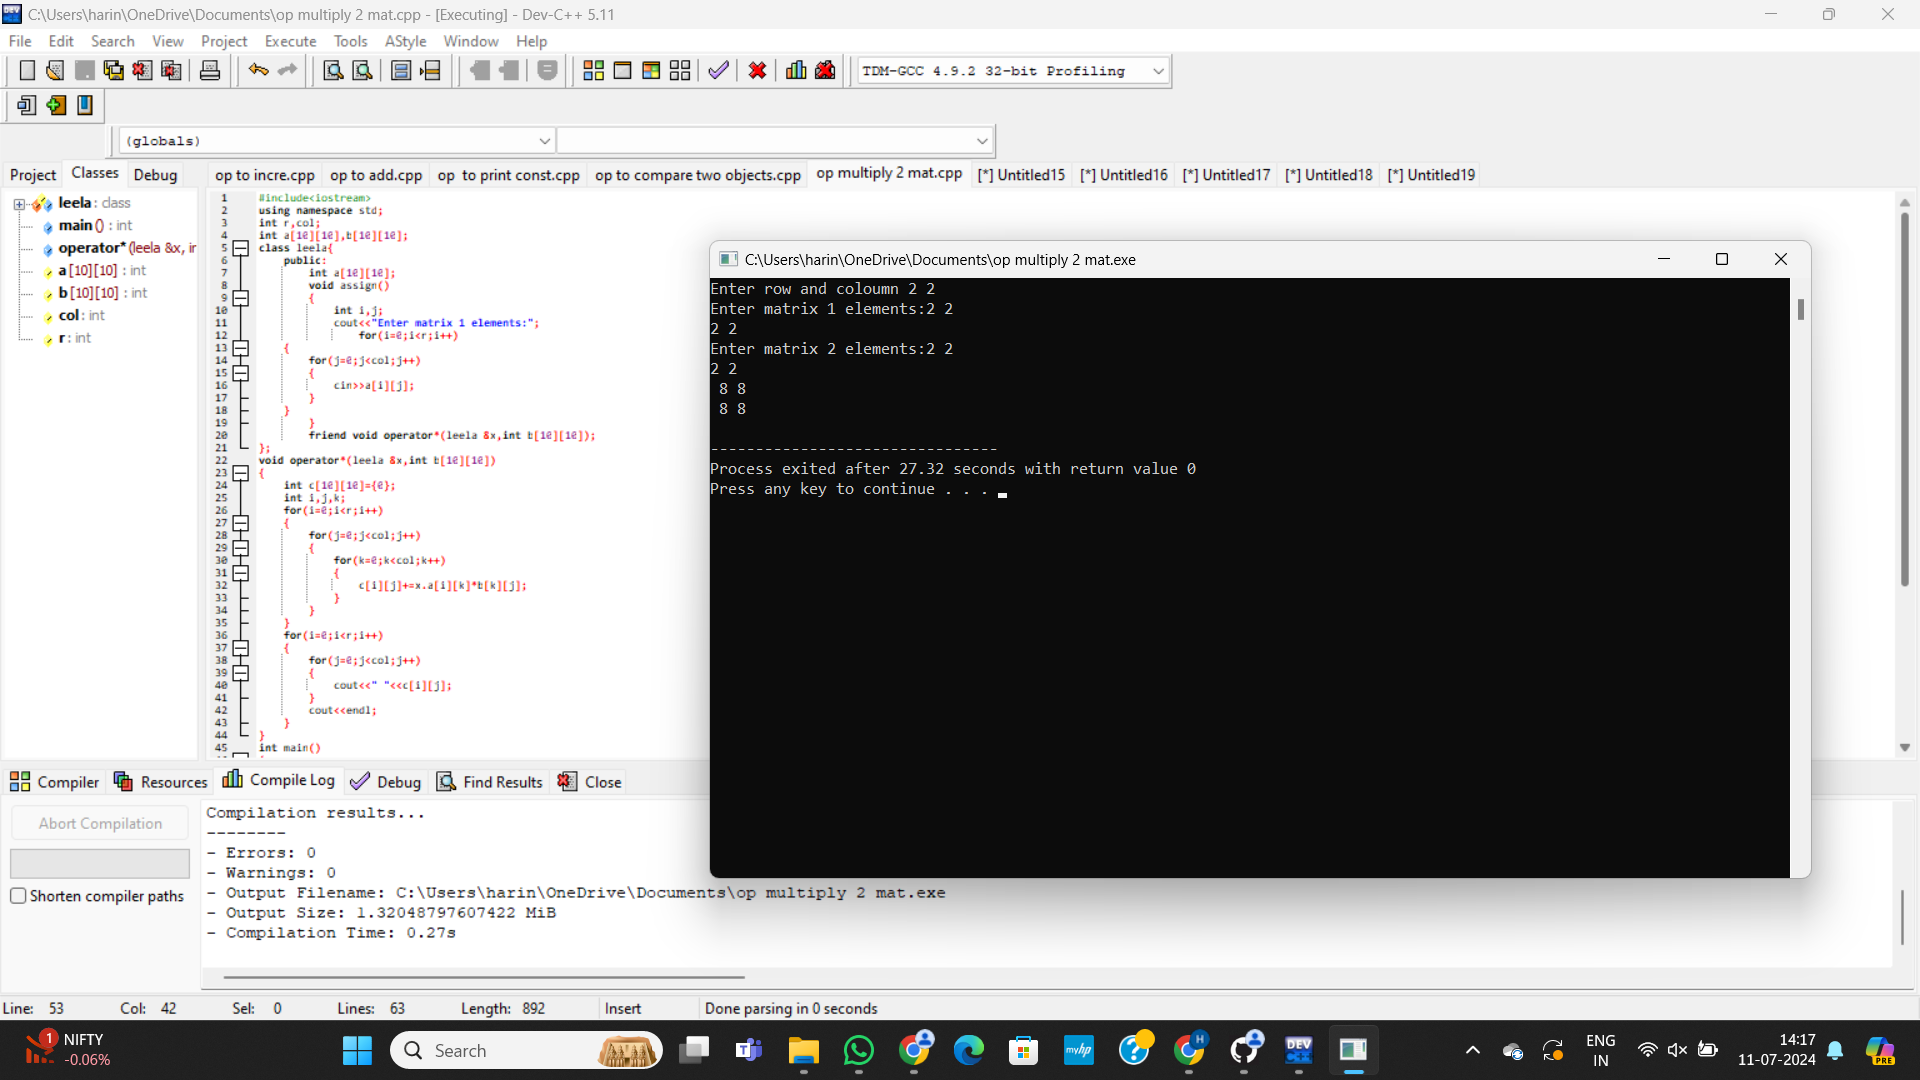 C:\Users\harin\OneDrive\Documents\op multiply 2 mat.cpp - [Executing] - Dev-C++ 5.11
File Edit Search View Project Execute Tools AStyle Window Help
TDM-GCC 4.9.2 32-bit Profiling
(globals)
Project Classes Debug
op to incre.cpp op to add.cpp op to print const.cpp op to compare two objects.cpp op multiply 2 mat.cpp [*] Untitled15 [*] Untitled16 [*] Untitled17 [*] Untitled18 [*] Untitled19
leela : class
main () : int
operator* (leela &x, ir
a [10][10] : int
b [10][10] : int
col : int
r : int
1 #include<iostream>
2 using namespace std;
3 int r,col;
4 int a[10][10],b[10][10];
5 class leela{
6 public:
7 int a[10][10];
8 void assign()
9 {
10 int i,j;
11 cout<<"Enter matrix 1 elements:";
12 for(i=0;i<r;i++)
13 {
14 for(j=0;j<col;j++)
15 {
16 cin>>a[i][j];
17 }
18 }
19 }
20 friend void operator*(leela &x,int b[10][10]);
21 };
22 void operator*(leela &x,int b[10][10])
23 {
24 int c[10][10]={0};
25 int i,j,k;
26 for(i=0;i<r;i++)
27 {
28 for(j=0;j<col;j++)
29 {
30 for(k=0;k<col;k++)
31 {
32 c[i][j]+=x.a[i][k]*b[k][j];
33 }
34 }
35 }
36 for(i=0;i<r;i++)
37 {
38 for(j=0;j<col;j++)
39 {
40 cout<<" "<<c[i][j];
41 }
42 cout<<endl;
43 }
44 }
45 int main()
C:\Users\harin\OneDrive\Documents\op multiply 2 mat.exe
Enter row and coloumn 2 2
Enter matrix 1 elements:2 2
2 2
Enter matrix 2 elements:2 2
2 2
8 8
8 8
--------------------------------
Process exited after 27.32 seconds with return value 0
Press any key to continue . . .
Compiler Resources Compile Log Debug Find Results Close
Abort Compilation
Shorten compiler paths
Compilation results...
--------
- Errors: 0
- Warnings: 0
- Output Filename: C:\Users\harin\OneDrive\Documents\op multiply 2 mat.exe
- Output Size: 1.32048797607422 MiB
- Compilation Time: 0.27s
Line: 53 Col: 42 Sel: 0 Lines: 63 Length: 892 Insert Done parsing in 0 seconds
1
NIFTY
-0.06%
Search
myhp
H
DEV
ENG
IN
14:17
11-07-2024
PRE